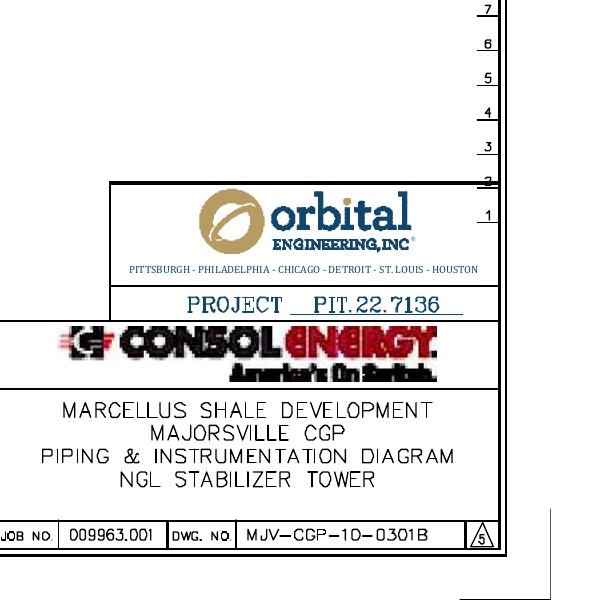 7
6
5
4
3
2
1
orbital
ENGINEERING, INC®
PITTSBURGH - PHILADELPHIA - CHICAGO - DETROIT - ST. LOUIS - HOUSTON
PROJECT PIT.22.7136
CONSOL ENERGY.
America's On Switch.
MARCELLUS SHALE DEVELOPMENT
MAJORSVILLE CGP
PIPING & INSTRUMENTATION DIAGRAM
NGL STABILIZER TOWER
JOB NO. 009963.001 DWG. NO. MJV-CGP-1D-0301B 5